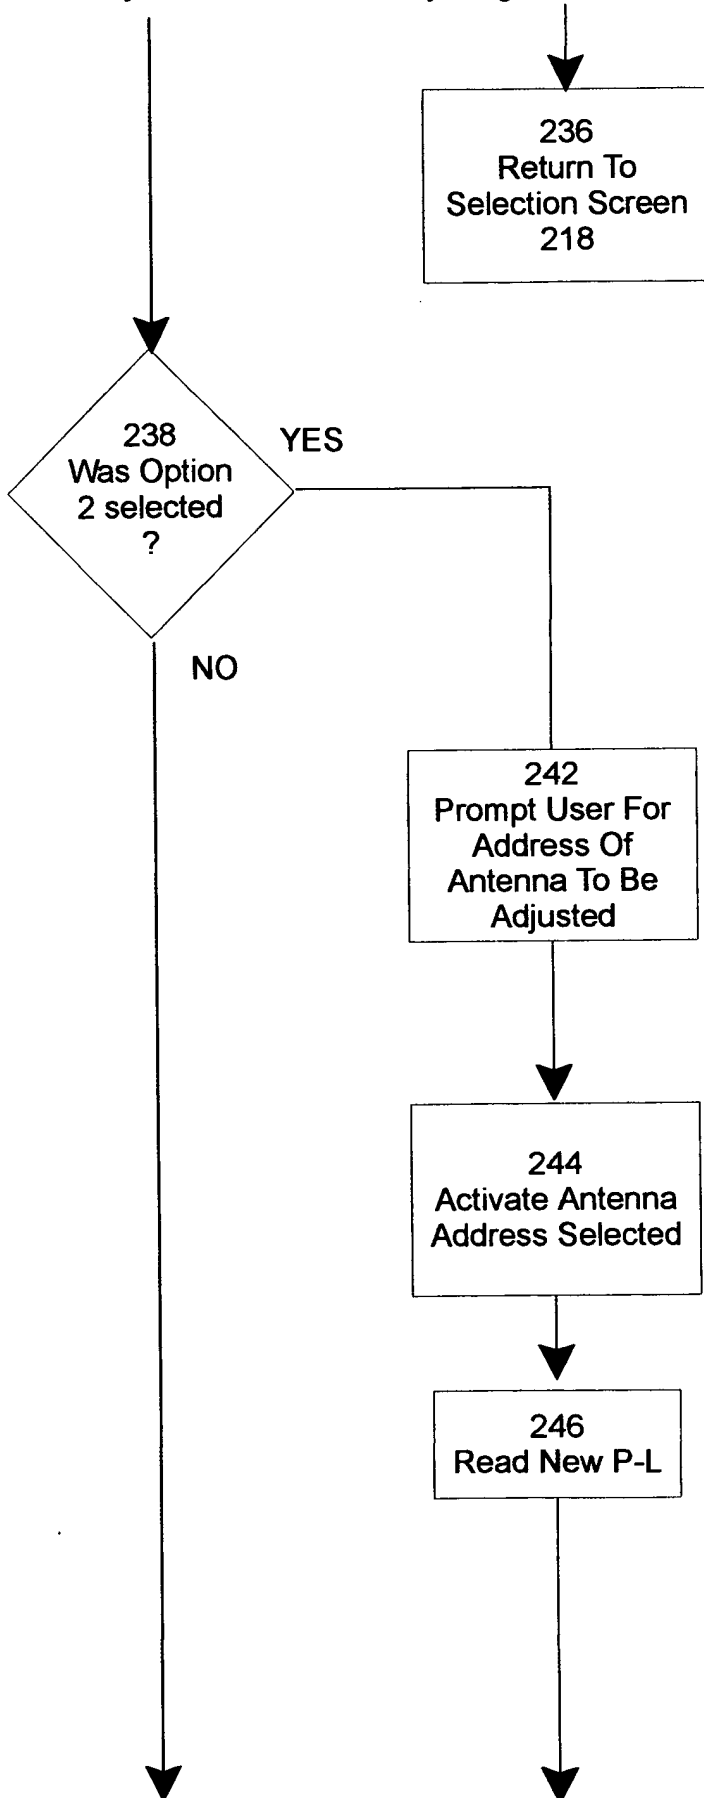 236
Return To
Selection Screen
218
238
Was Option
2 selected
?
YES
NO
242
Prompt User For
Address Of
Antenna To Be
Adjusted
244
Activate Antenna
Address Selected
246
Read New P-L